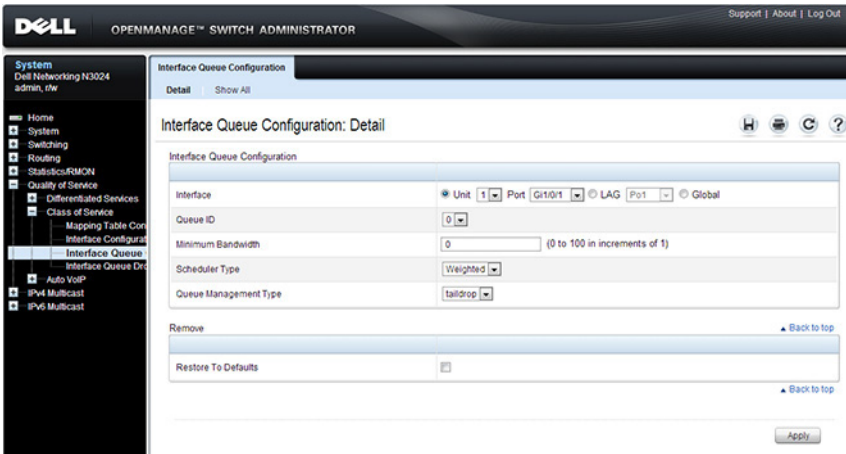 Support | About | Log Out
DELL OPENMANAGE™ SWITCH ADMINISTRATOR
System
Dell Networking N3024
admin, r/w
Home
System
Switching
Routing
Statistics/RMON
Quality of Service
Differentiated Services
Class of Service
Mapping Table Con
Interface Configurat
Interface Queue
Interface Queue Dro
Auto VoIP
IPv4 Multicast
IPv6 Multicast
Interface Queue Configuration
Detail Show All
Interface Queue Configuration: Detail
Interface Queue Configuration
Interface Unit 1 Port Gi1/0/1 LAG Po1 Global
Queue ID 0
Minimum Bandwidth 0 (0 to 100 in increments of 1)
Scheduler Type Weighted
Queue Management Type taildrop
Remove Back to top
Restore To Defaults
Back to top
Apply